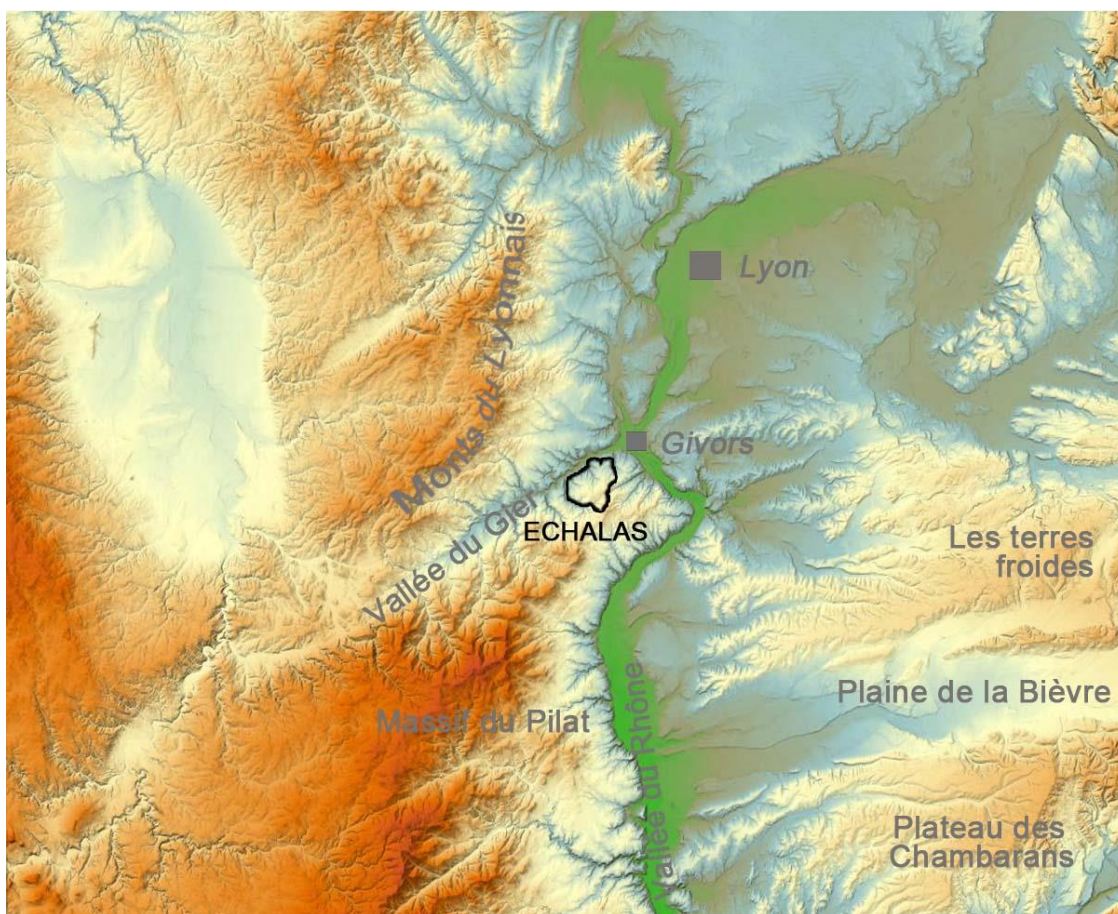 Lyon
Monts du Lyonnais
Givors
Vallée du Gier
ECHALAS
Les terres
froides
Vallée du Rhône
Massif du Pilat
Plaine de la Bièvre
Plateau des
Chambarans